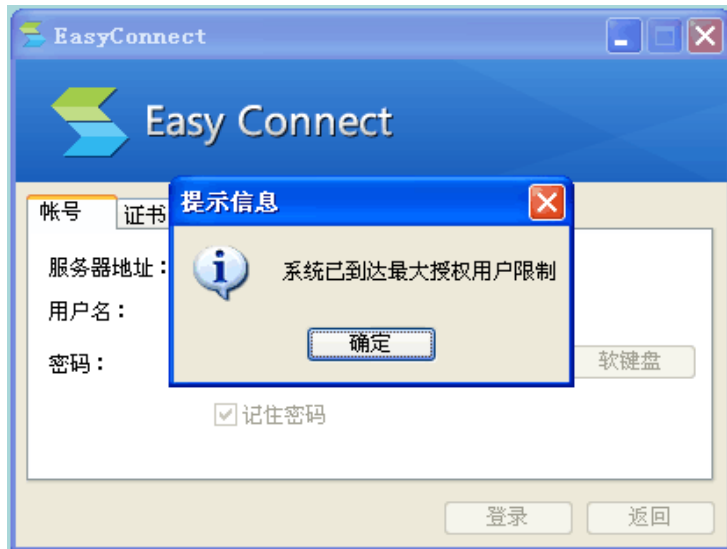 EasyConnect
Easy Connect
帐号
证书
提示信息
服务器地址：
系统已到达最大授权用户限制
用户名：
确定
密码：
软键盘
记住密码
登录
返回